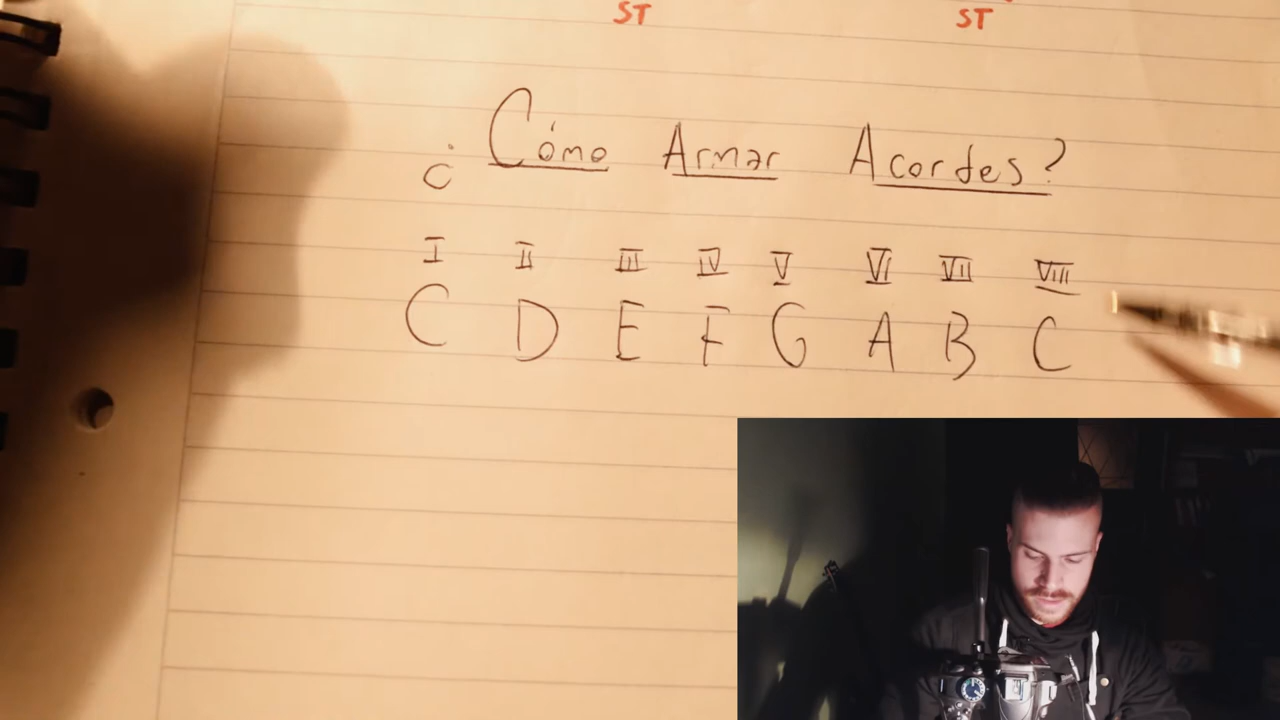 ST ST
¿Cómo Armar Acordes?
I II III IV V VI VII VIII
C D E F G A B C